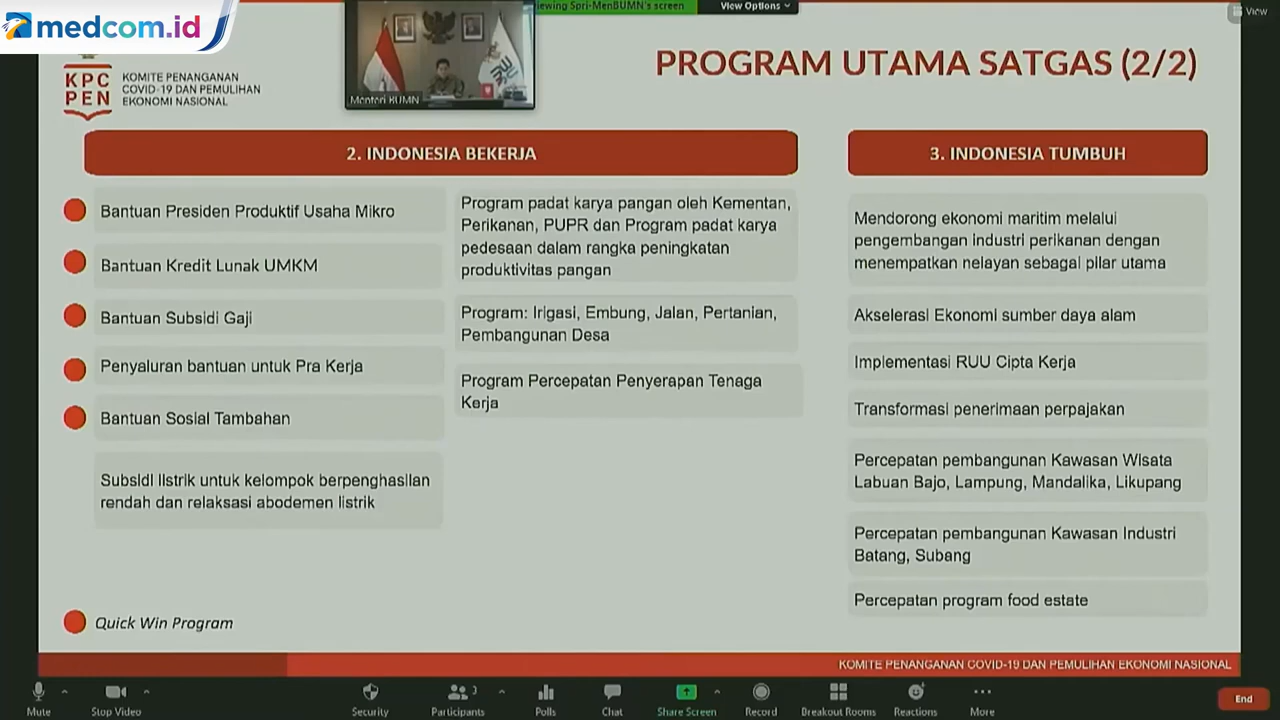 medcom.id
Viewing Spri-MenBUMN's screen
View Options
View
KPC
PEN
KOMITE PENANGANAN
COVID-19 DAN PEMULIHAN
EKONOMI NASIONAL
Menteri BUMN
PROGRAM UTAMA SATGAS (2/2)
2. INDONESIA BEKERJA
Bantuan Presiden Produktif Usaha Mikro
Bantuan Kredit Lunak UMKM
Bantuan Subsidi Gaji
Penyaluran bantuan untuk Pra Kerja
Bantuan Sosial Tambahan
Subsidi listrik untuk kelompok berpenghasilan
rendah dan relaksasi abodemen listrik
Program padat karya pangan oleh Kementan,
Perikanan, PUPR dan Program padat karya
pedesaan dalam rangka peningkatan
produktivitas pangan
Program: Irigasi, Embung, Jalan, Pertanian,
Pembangunan Desa
Program Percepatan Penyerapan Tenaga
Kerja
3. INDONESIA TUMBUH
Mendorong ekonomi maritim melalui
pengembangan industri perikanan dengan
menempatkan nelayan sebagai pilar utama
Akselerasi Ekonomi sumber daya alam
Implementasi RUU Cipta Kerja
Transformasi penerimaan perpajakan
Percepatan pembangunan Kawasan Wisata
Labuan Bajo, Lampung, Mandalika, Likupang
Percepatan pembangunan Kawasan Industri
Batang, Subang
Percepatan program food estate
Quick Win Program
KOMITE PENANGANAN COVID-19 DAN PEMULIHAN EKONOMI NASIONAL
Mute
Stop Video
Security
Participants
3
Polls
Chat
Share Screen
Record
Breakout Rooms
Reactions
More
End